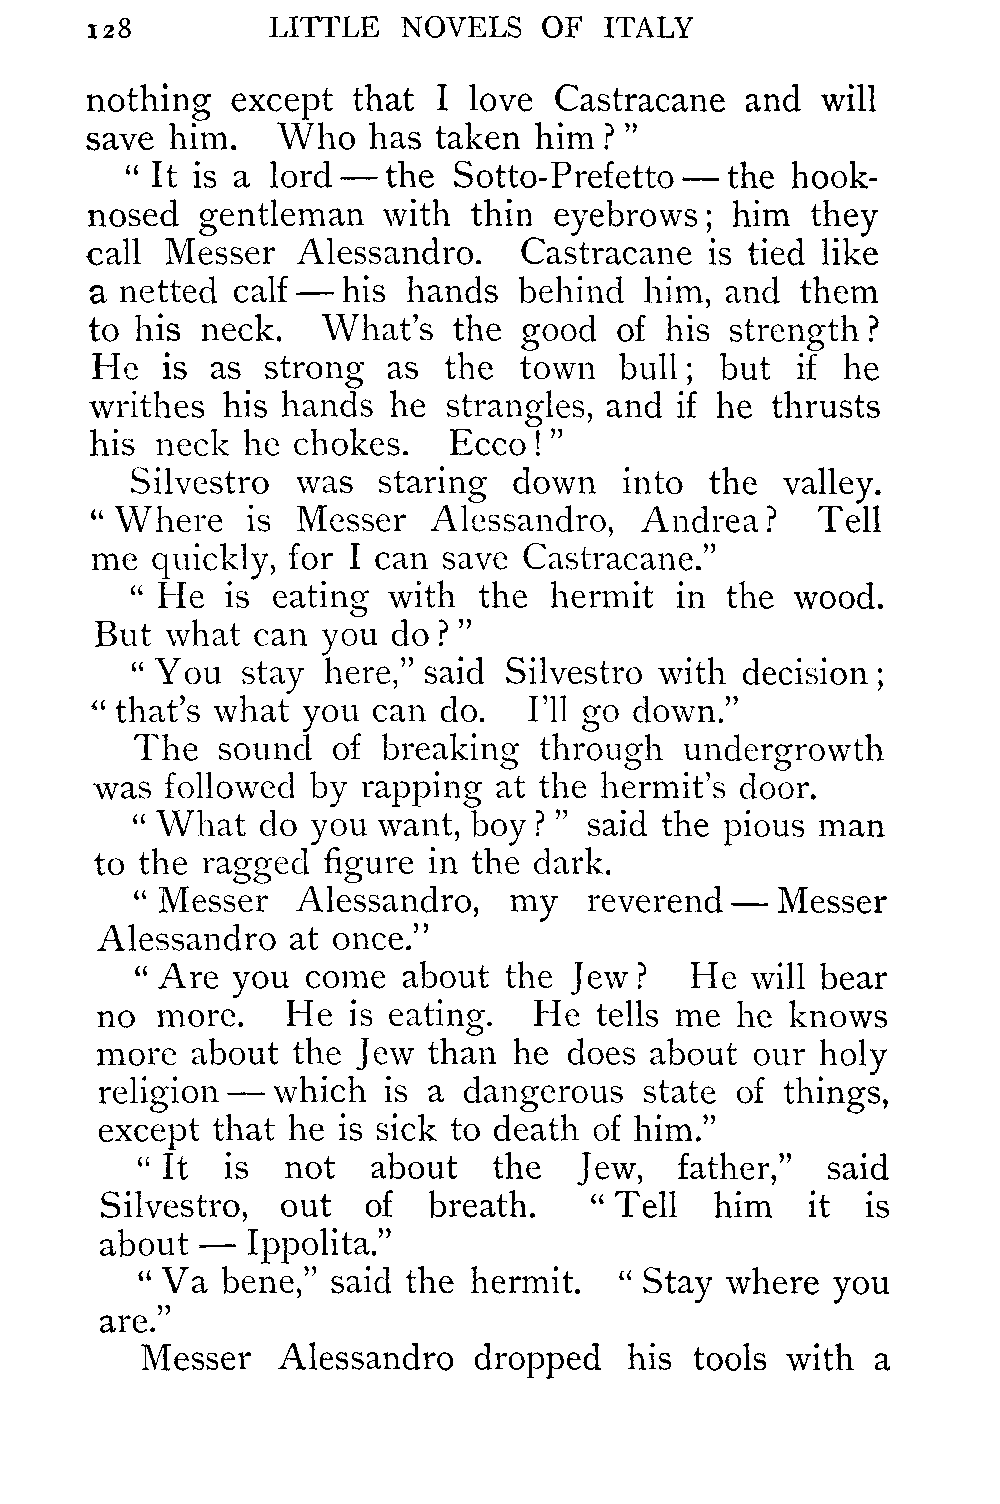 128 LITTLE NOVELS OF ITALY
nothing except that I love Castracane and will
save him. Who has taken him?"
"It is a lord—the Sotto-Prefetto—the hook-
nosed gentleman with thin eyebrows; him they
call Messer Alessandro. Castracane is tied like
a netted calf—his hands behind him, and them
to his neck. What's the good of his strength?
He is as strong as the town bull; but if he
writhes his hands he strangles, and if he thrusts
his neck he chokes. Ecco!"
Silvestro was staring down into the valley.
"Where is Messer Alessandro, Andrea? Tell
me quickly, for I can save Castracane."
"He is eating with the hermit in the wood.
But what can you do?"
"You stay here," said Silvestro with decision;
"that's what you can do. I'll go down."
The sound of breaking through undergrowth
was followed by rapping at the hermit's door.
"What do you want, boy?" said the pious man
to the ragged figure in the dark.
"Messer Alessandro, my reverend—Messer
Alessandro at once."
"Are you come about the Jew? He will bear
no more. He is eating. He tells me he knows
more about the Jew than he does about our holy
religion—which is a dangerous state of things,
except that he is sick to death of him."
"It is not about the Jew, father," said
Silvestro, out of breath. "Tell him it is
about—Ippolita."
"Va bene," said the hermit. "Stay where you
are."
Messer Alessandro dropped his tools with a